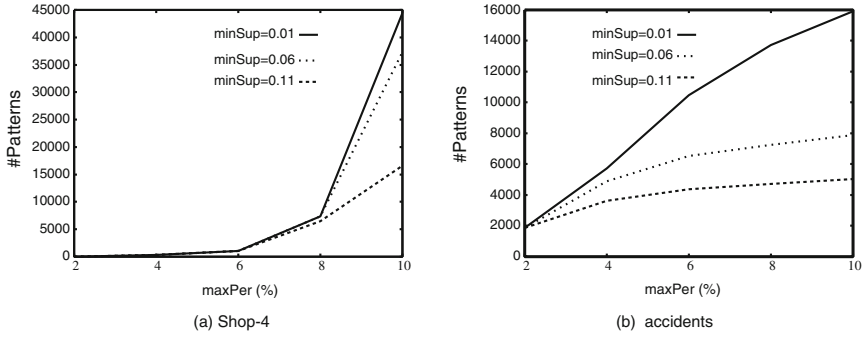 45000
40000
35000
30000
25000
20000
15000
10000
5000
0
#Patterns
minSup=0.01
minSup=0.06
minSup=0.11
2 4 6 8 10
maxPer (%)
(a) Shop-4
16000
14000
12000
10000
8000
6000
4000
2000
0
#Patterns
minSup=0.01
minSup=0.06
minSup=0.11
2 4 6 8 10
maxPer (%)
(b) accidents